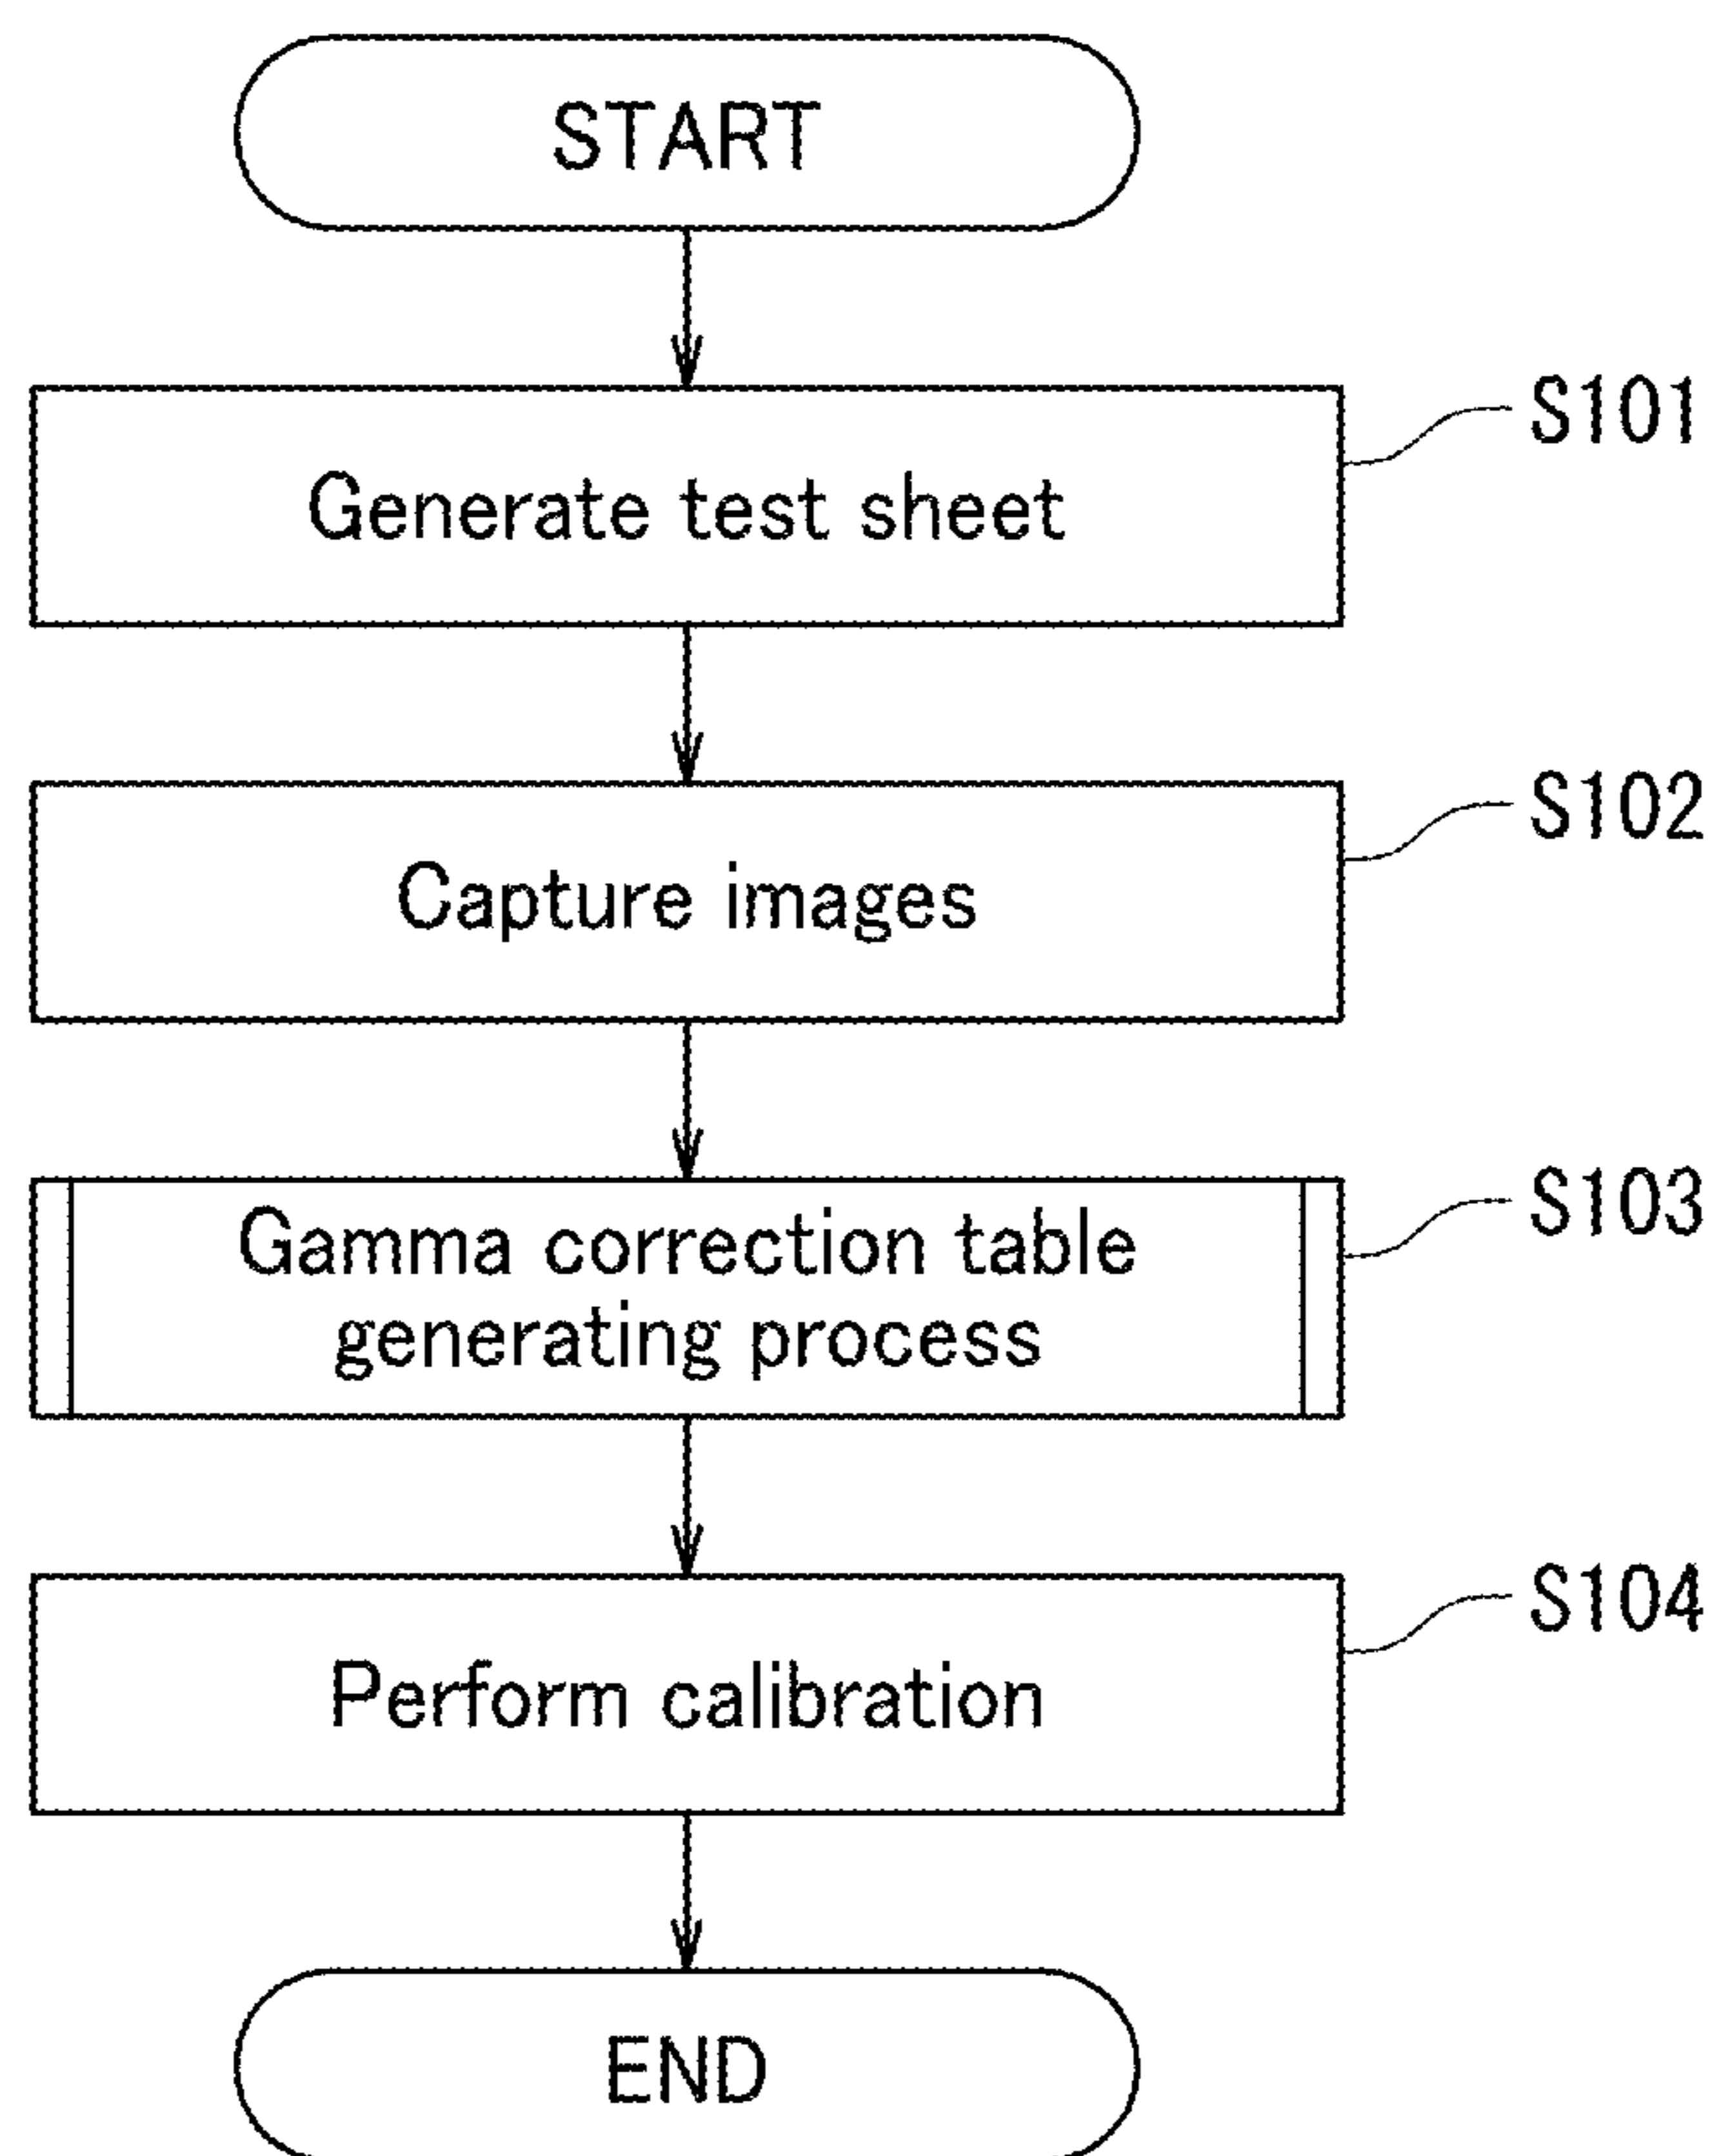 START
S101
Generate test sheet
S102
Capture images
S103
Gamma correction table
generating process
S104
Perform calibration
END